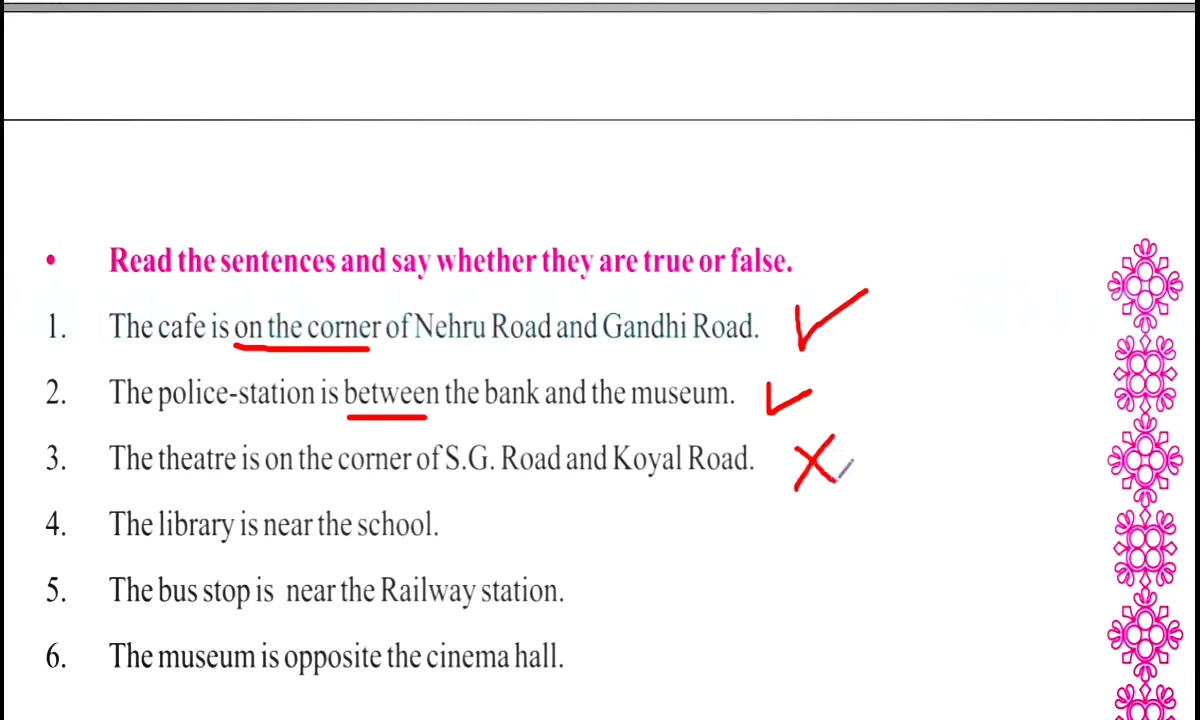 • Read the sentences and say whether they are true or false.
1. The cafe is on the corner of Nehru Road and Gandhi Road.
2. The police-station is between the bank and the museum.
3. The theatre is on the corner of S.G. Road and Koyal Road.
4. The library is near the school.
5. The bus stop is near the Railway station.
6. The museum is opposite the cinema hall.